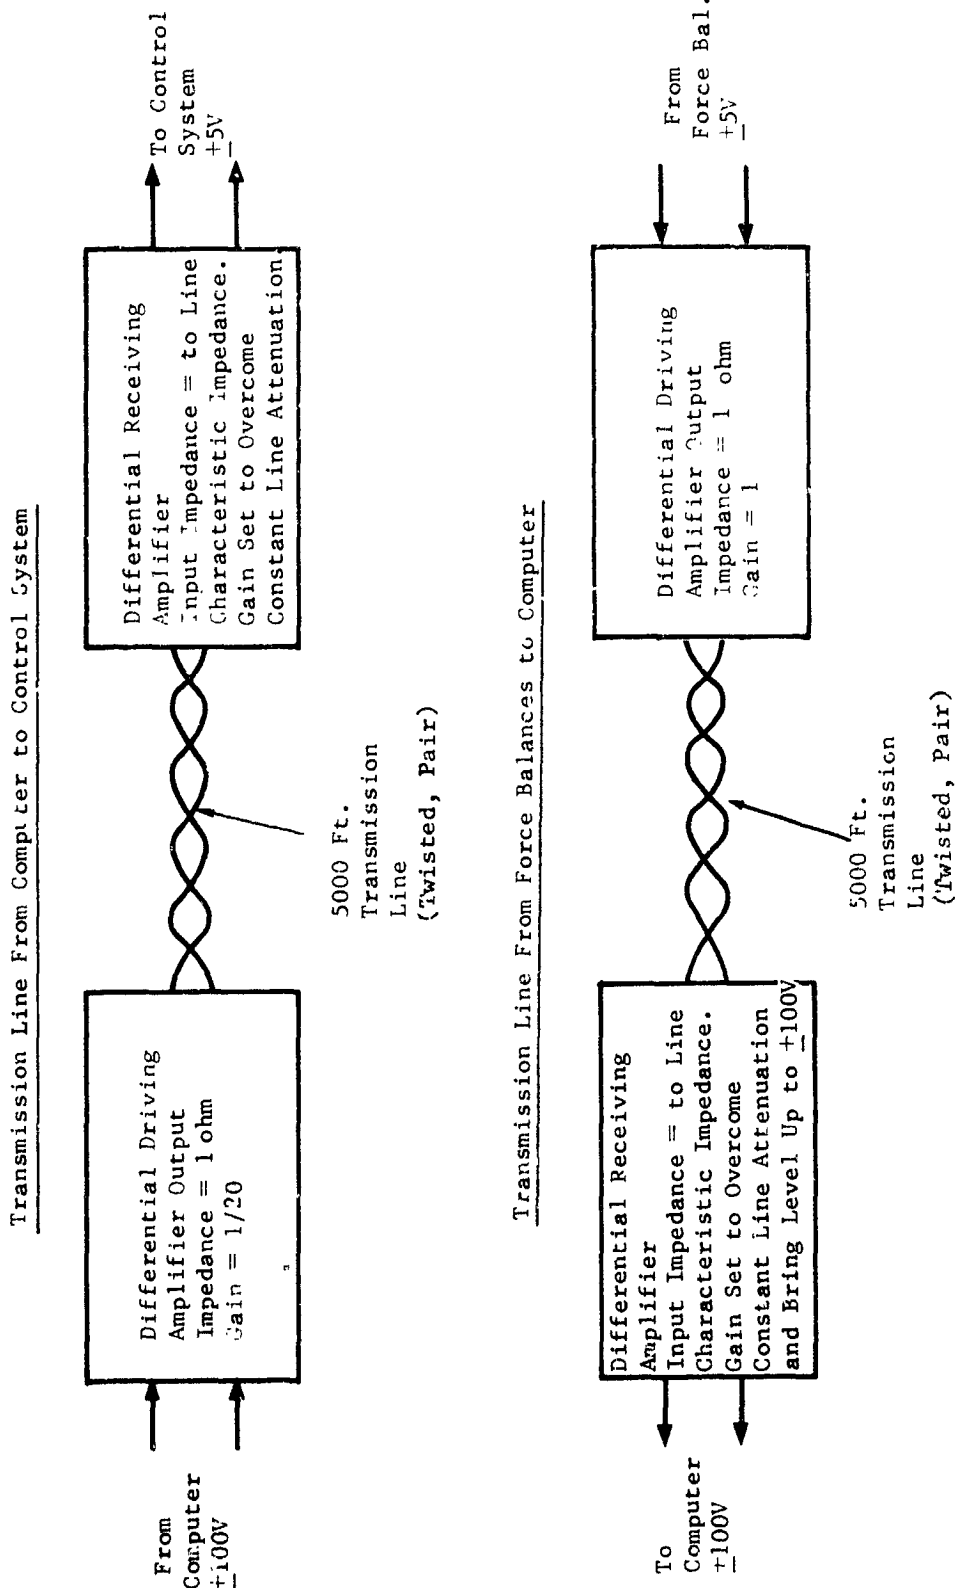 Transmission Line From Computer to Control System
From
Computer
±100V
Differential Driving
Amplifier Output
Impedance = 1 ohm
Gain = 1/20
5000 Ft.
Transmission
Line
(Twisted, Pair)
Differential Receiving
Amplifier
Input Impedance = to Line
Characteristic Impedance.
Gain Set to Overcome
Constant Line Attenuation.
To Control
System
±5V
Transmission Line From Force Balances to Computer
To
Computer
±100V
Differential Receiving
Amplifier
Input Impedance = to Line
Characteristic Impedance.
Gain Set to Overcome
Constant Line Attenuation
and Bring Level Up to ±100V
5000 Ft.
Transmission
Line
(Twisted, Pair)
Differential Driving
Amplifier Output
Impedance = 1 ohm
Gain = 1
From
Force Bal.
±5V